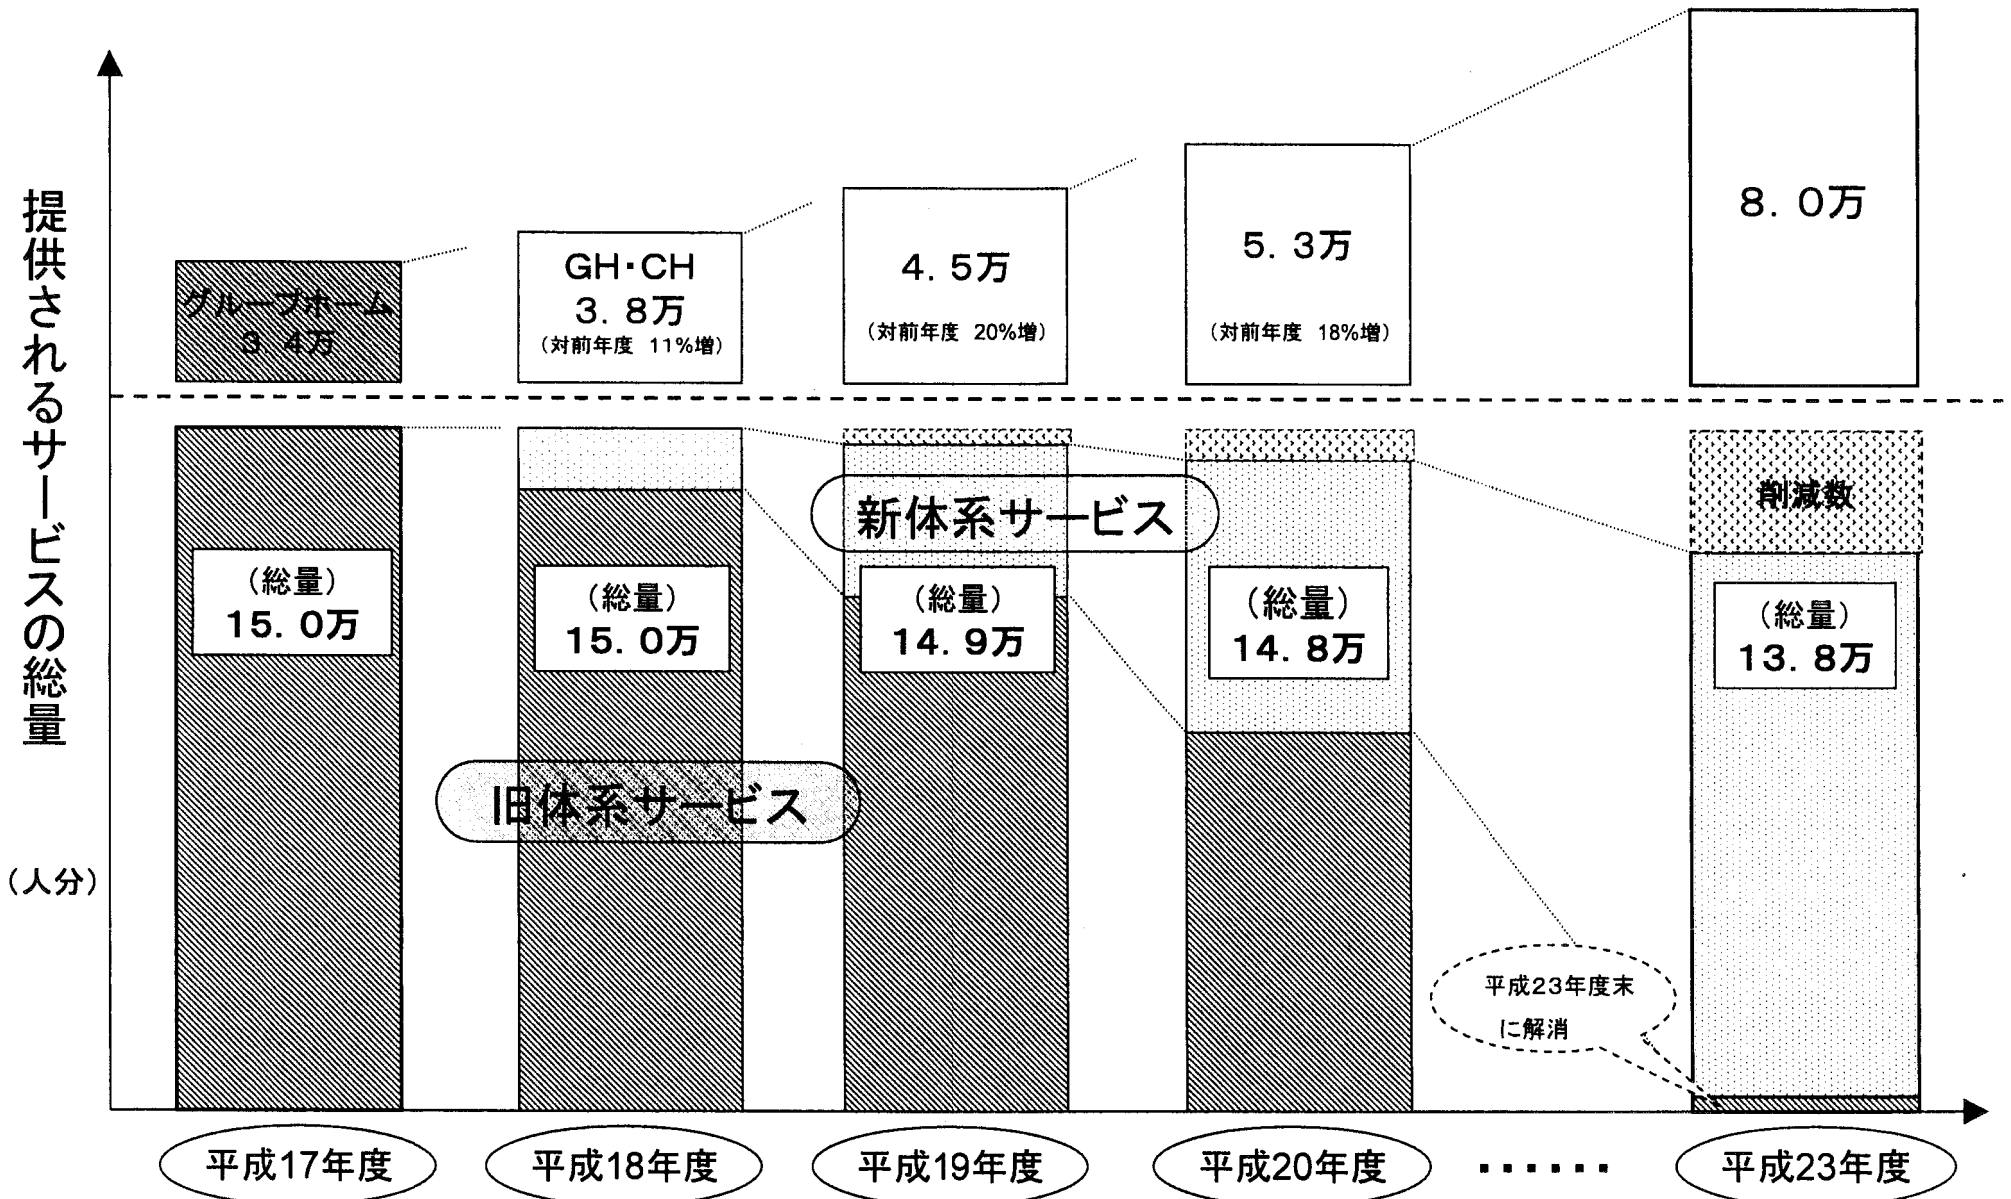 提供されるサービスの総量
（人分）
グループホーム
3．4万
GH・CH
3．8万
（対前年度 11％増）
4．5万
（対前年度 20％増）
5．3万
（対前年度 18％増）
8．0万
削減数
新体系サービス
（総量）
15．0万
（総量）
15．0万
（総量）
14．9万
（総量）
14．8万
（総量）
13．8万
旧体系サービス
平成23年度末
に解消
平成17年度
平成18年度
平成19年度
平成20年度
・・・・・・
平成23年度